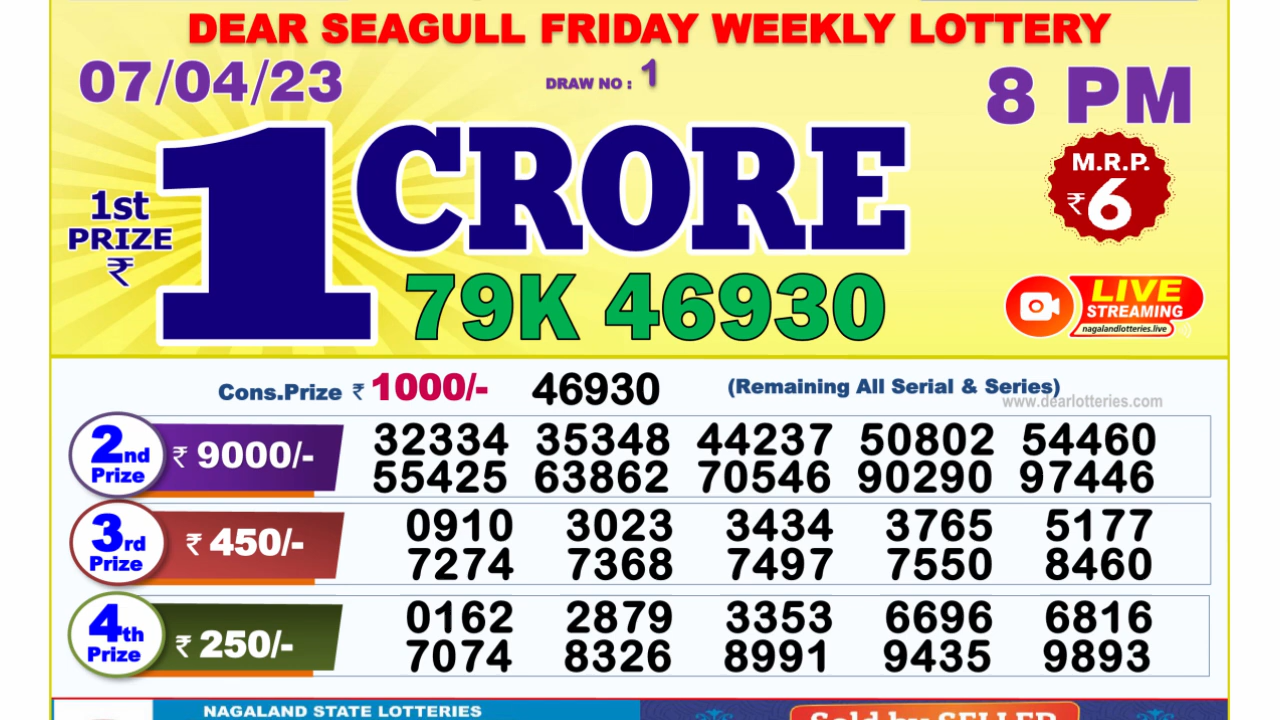 DEAR SEAGULL FRIDAY WEEKLY LOTTERY
07/04/23
DRAW NO : 1
8 PM
1st
PRIZE
₹
1 CRORE
M.R.P.
₹ 6
79K 46930
LIVE
STREAMING
nagalandlotteries.live
Cons.Prize ₹ 1000/- 46930 (Remaining All Serial & Series)
www.dearlotteries.com
2nd
Prize
₹ 9000/-
32334 35348 44237 50802 54460
55425 63862 70546 90290 97446
3rd
Prize
₹ 450/-
0910 3023 3434 3765 5177
7274 7368 7497 7550 8460
4th
Prize
₹ 250/-
0162 2879 3353 6696 6816
7074 8326 8991 9435 9893
NAGALAND STATE LOTTERIES
Sold by SELLER